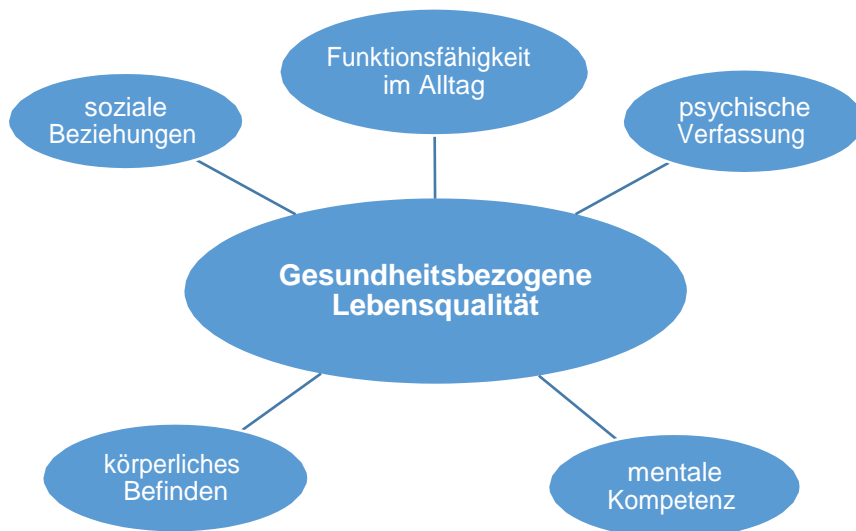 Funktionsfähigkeit
im Alltag
soziale
Beziehungen
psychische
Verfassung
Gesundheitsbezogene
Lebensqualität
körperliches
Befinden
mentale
Kompetenz